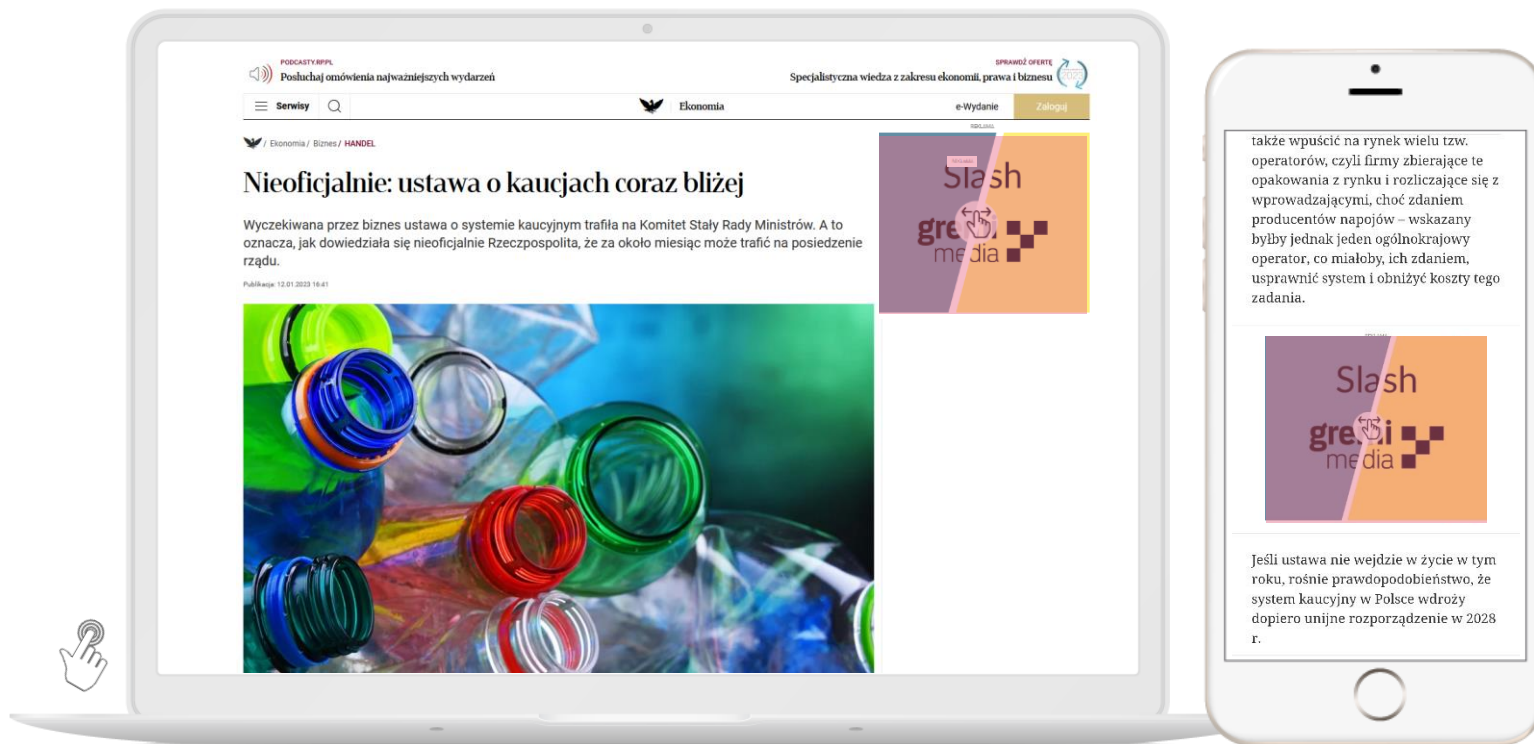 PODCASTY.RP.PL
Posłuchaj omówienia najważniejszych wydarzeń
SPRAWDŹ OFERTĘ
Specjalistyczna wiedza z zakresu ekonomii, prawa i biznesu
2023
Serwisy
Ekonomia
e-Wydanie
Zaloguj
REKLAMA
/ Ekonomia / Biznes / HANDEL
Nieoficjalnie: ustawa o kaucjach coraz bliżej
Wyczekiwana przez biznes ustawa o systemie kaucyjnym trafiła na Komitet Stały Rady Ministrów. A to
oznacza, jak dowiedziała się nieoficjalnie Rzeczpospolita, że za około miesiąc może trafić na posiedzenie
rządu.
Publikacja: 12.01.2023 16:41
Slash
gremi
media
także wpuścić na rynek wielu tzw.
operatorów, czyli firmy zbierające te
opakowania z rynku i rozliczające się z
wprowadzającymi, choć zdaniem
producentów napojów – wskazany
byłby jednak jeden ogólnokrajowy
operator, co miałoby, ich zdaniem,
usprawnić system i obniżyć koszty tego
zadania.
Slash
gremi
media
Jeśli ustawa nie wejdzie w życie w tym
roku, rośnie prawdopodobieństwo, że
system kaucyjny w Polsce wdroży
dopiero unijne rozporządzenie w 2028
r.